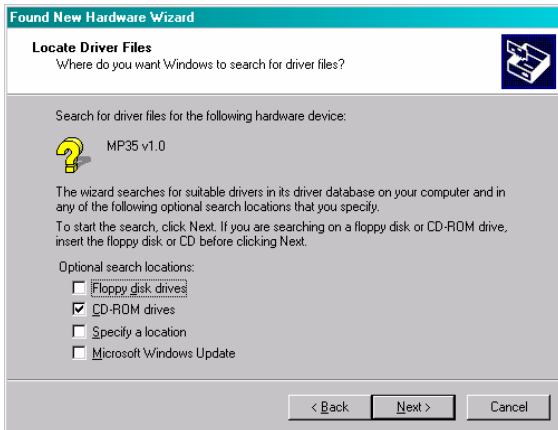 Found New Hardware Wizard
Locate Driver Files
Where do you want Windows to search for driver files?
Search for driver files for the following hardware device:
MP35 v1.0
The wizard searches for suitable drivers in its driver database on your computer and in
any of the following optional search locations that you specify.
To start the search, click Next. If you are searching on a floppy disk or CD-ROM drive,
insert the floppy disk or CD before clicking Next.
Optional search locations:
Floppy disk drives
CD-ROM drives
Specify a location
Microsoft Windows Update
< Back Next > Cancel